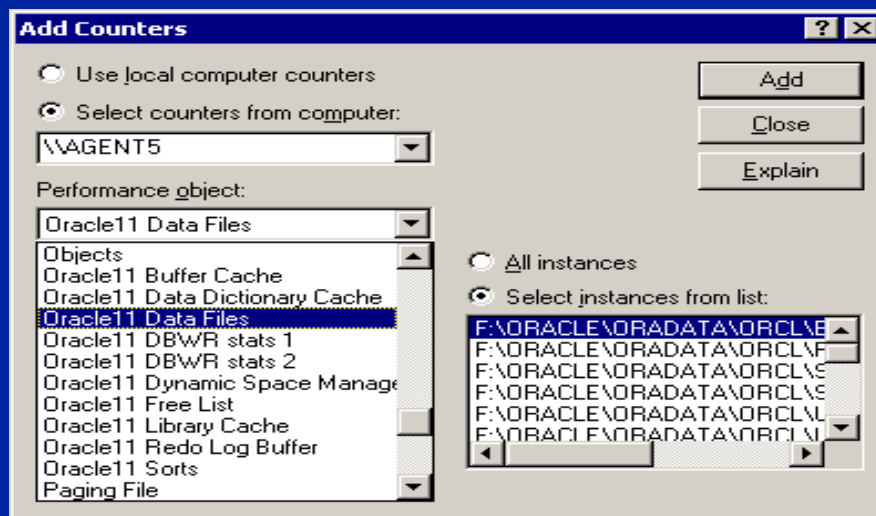 Add Counters
Use local computer counters
Select counters from computer:
\\AGENT5
Performance object:
Oracle11 Data Files
Objects
Oracle11 Buffer Cache
Oracle11 Data Dictionary Cache
Oracle11 Data Files
Oracle11 DBWR stats 1
Oracle11 DBWR stats 2
Oracle11 Dynamic Space Manage
Oracle11 Free List
Oracle11 Library Cache
Oracle11 Redo Log Buffer
Oracle11 Sorts
Paging File
Add
Close
Explain
All instances
Select instances from list:
F:\ORACLE\ORADATA\ORCL\E
F:\ORACLE\ORADATA\ORCL\F
F:\ORACLE\ORADATA\ORCL\S
F:\ORACLE\ORADATA\ORCL\S
F:\ORACLE\ORADATA\ORCL\L
F:\ORACLE\ORADATA\ORCL\